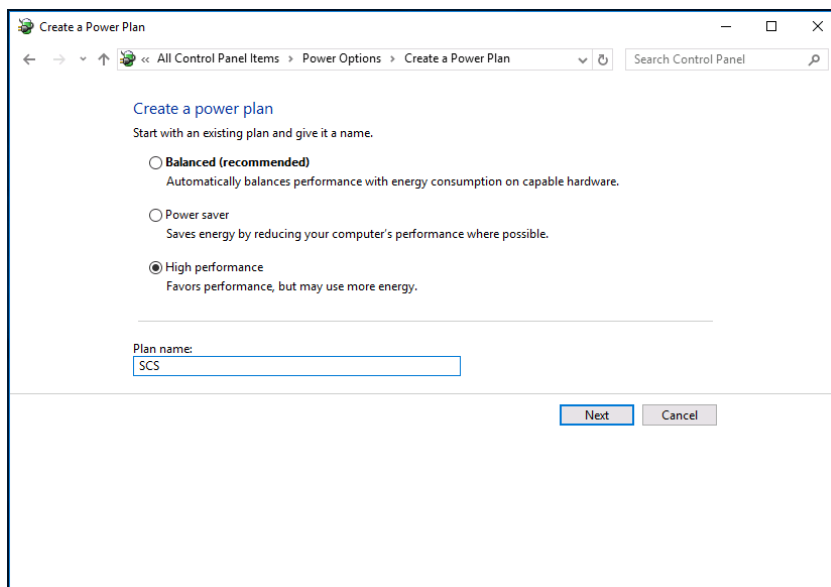 Create a Power Plan
« All Control Panel Items > Power Options > Create a Power Plan
Search Control Panel
Create a power plan
Start with an existing plan and give it a name.
Balanced (recommended)
Automatically balances performance with energy consumption on capable hardware.
Power saver
Saves energy by reducing your computer's performance where possible.
High performance
Favors performance, but may use more energy.
Plan name:
SCS
Next
Cancel